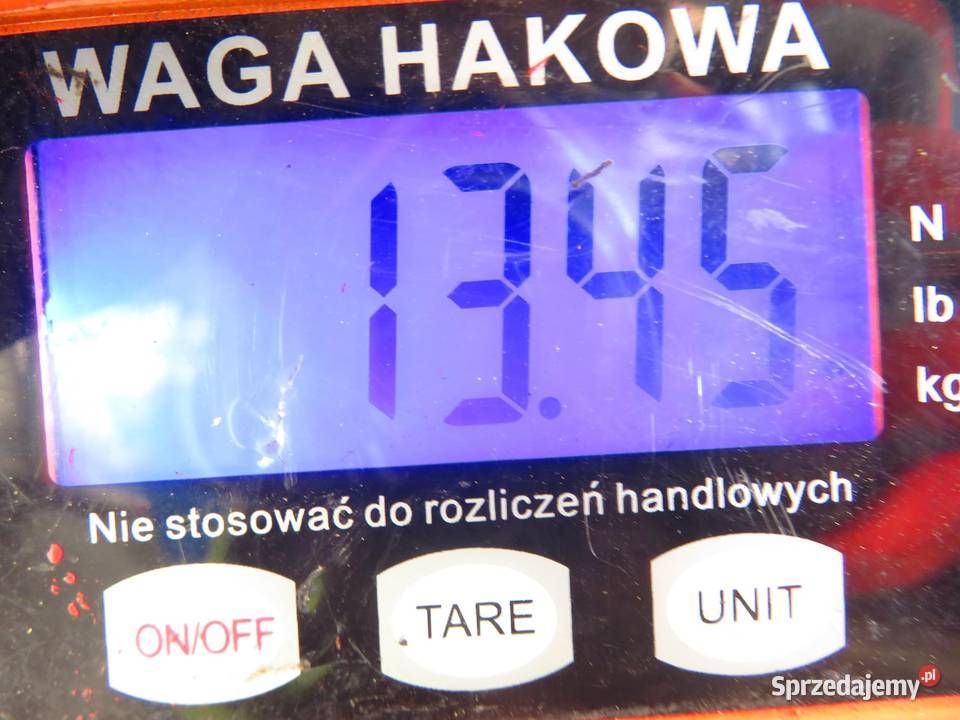 WAGA HAKOWA
13.45
N
lb
kg
Nie stosować do rozliczeń handlowych
ON/OFF
TARE
UNIT
Sprzedajemy.pl